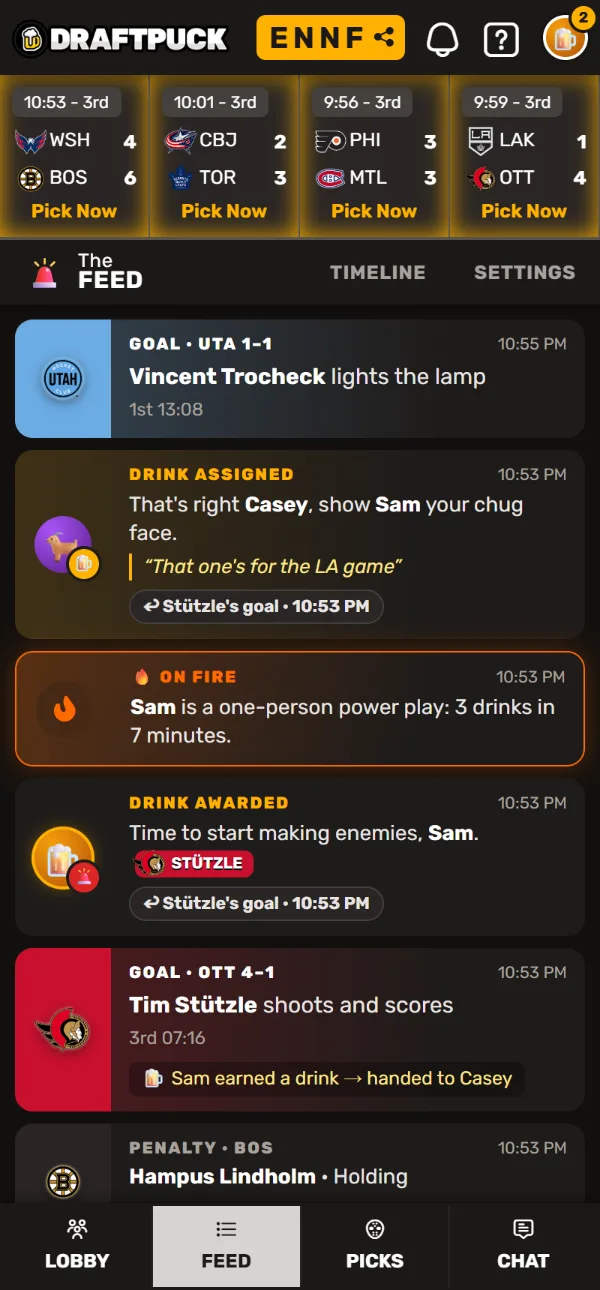 DRAFTPUCK
ENNF
2
10:53 - 3rd
WSH 4
BOS 6
Pick Now
10:01 - 3rd
CBJ 2
TOR 3
Pick Now
9:56 - 3rd
PHI 3
MTL 3
Pick Now
9:59 - 3rd
LAK 1
OTT 4
Pick Now
The
FEED
TIMELINE
SETTINGS
UTAH
GOAL • UTA 1-1
10:55 PM
Vincent Trocheck lights the lamp
1st 13:08
DRINK ASSIGNED
10:53 PM
That's right Casey, show Sam your chug
face.
“That one's for the LA game”
Stützle's goal • 10:53 PM
ON FIRE
10:53 PM
Sam is a one-person power play: 3 drinks in
7 minutes.
DRINK AWARDED
10:53 PM
Time to start making enemies, Sam.
STÜTZLE
Stützle's goal • 10:53 PM
GOAL • OTT 4-1
10:53 PM
Tim Stützle shoots and scores
3rd 07:16
Sam earned a drink → handed to Casey
PENALTY • BOS
10:53 PM
Hampus Lindholm • Holding
LOBBY
FEED
PICKS
CHAT